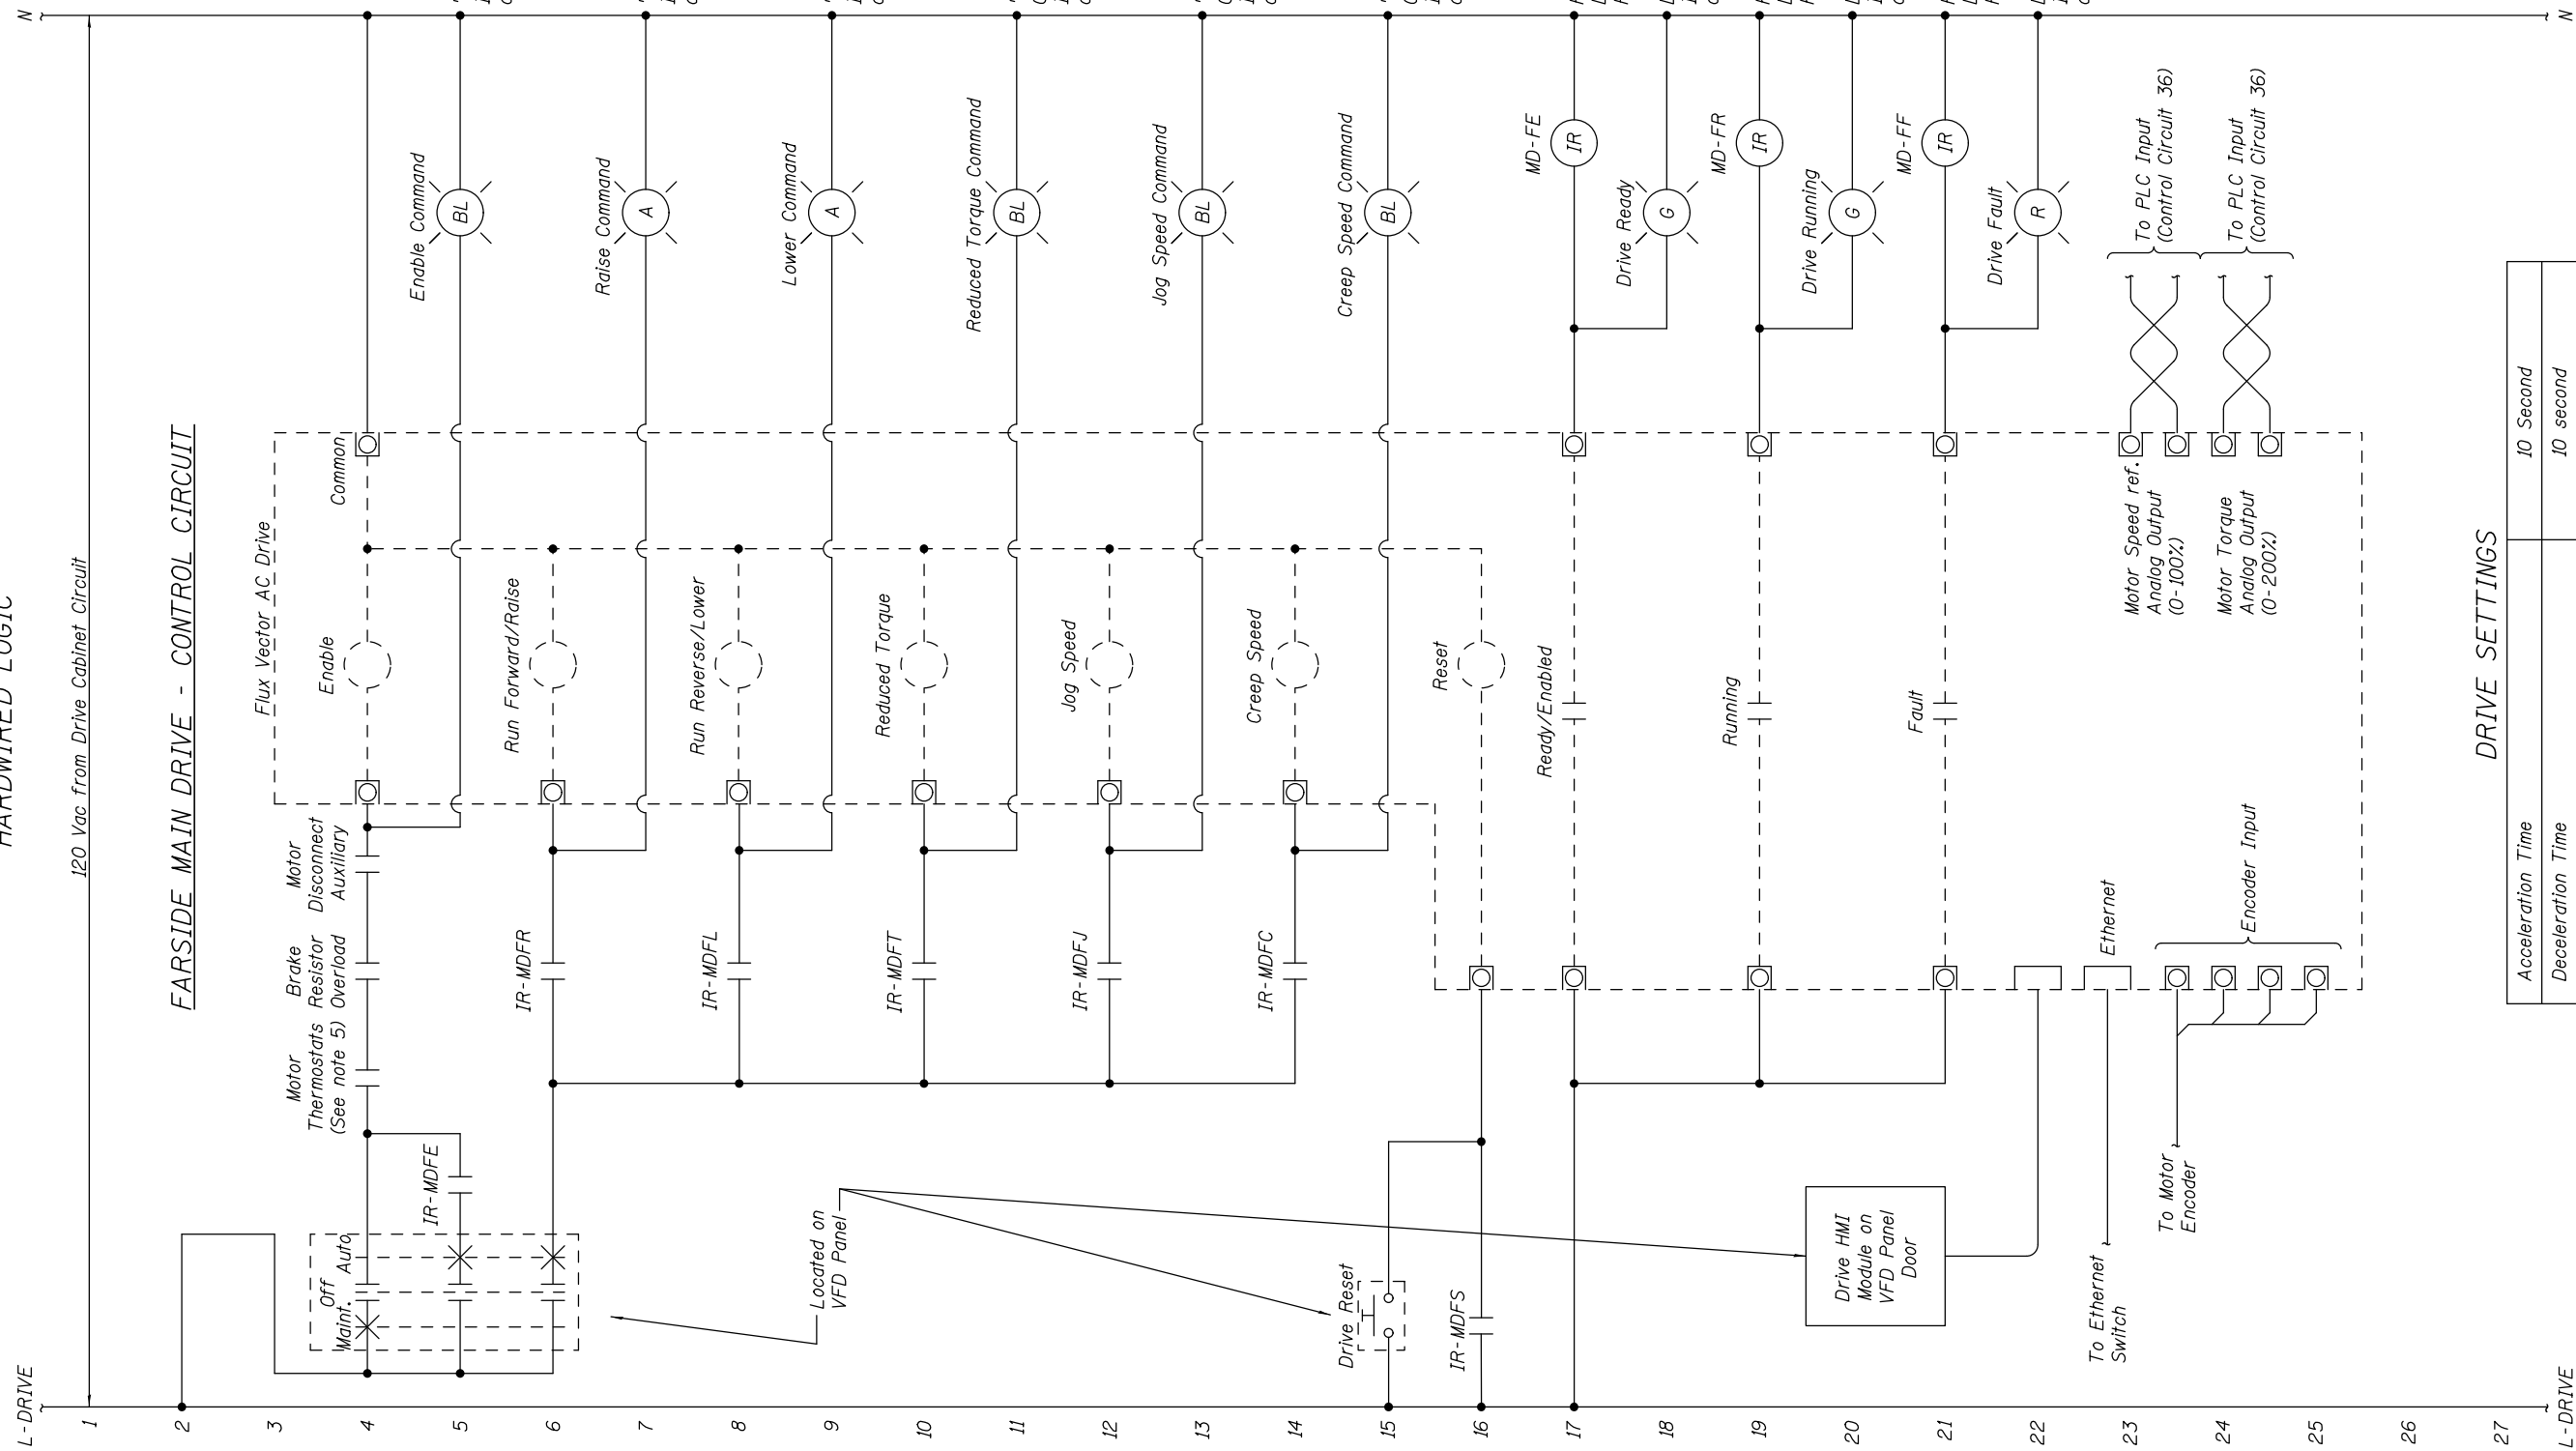 HARDWIRED LOGIC
L-DRIVE
N
1
120 Vac from Drive Cabinet Circuit
2
FARSIDE MAIN DRIVE - CONTROL CIRCUIT
3
Flux Vector AC Drive
Maint.
Off
Auto
4
Motor
Thermostats
(See note 5)
Brake
Resistor
Overload
Motor
Disconnect
Auxiliary
Enable
Common
5
IR-MDFE
Enable Command
BL
6
IR-MDFR
Run Forward/Raise
7
Raise Command
A
8
IR-MDFL
Run Reverse/Lower
9
Lower Command
A
Located on
VFD Panel
10
IR-MDFT
Reduced Torque
11
Reduced Torque Command
BL
12
IR-MDFJ
Jog Speed
13
Jog Speed Command
BL
14
IR-MDFC
Creep Speed
15
Drive Reset
Creep Speed Command
BL
16
IR-MDFS
Reset
17
Ready/Enabled
MD-FE
IR
18
Drive Ready
G
19
Running
MD-FR
IR
20
Drive Running
G
Drive HMI
Module on
VFD Panel
Door
21
Fault
MD-FF
IR
22
Drive Fault
R
To Ethernet
Switch
Ethernet
23
Motor Speed ref.
Analog Output
(0-100%)
To PLC Input
(Control Circuit 36)
To Motor
Encoder
24
Encoder Input
Motor Torque
Analog Output
(0-200%)
To PLC Input
(Control Circuit 36)
25
26
27
DRIVE SETTINGS
Acceleration Time
10 Second
Deceleration Time
10 second
L-DRIVE
N